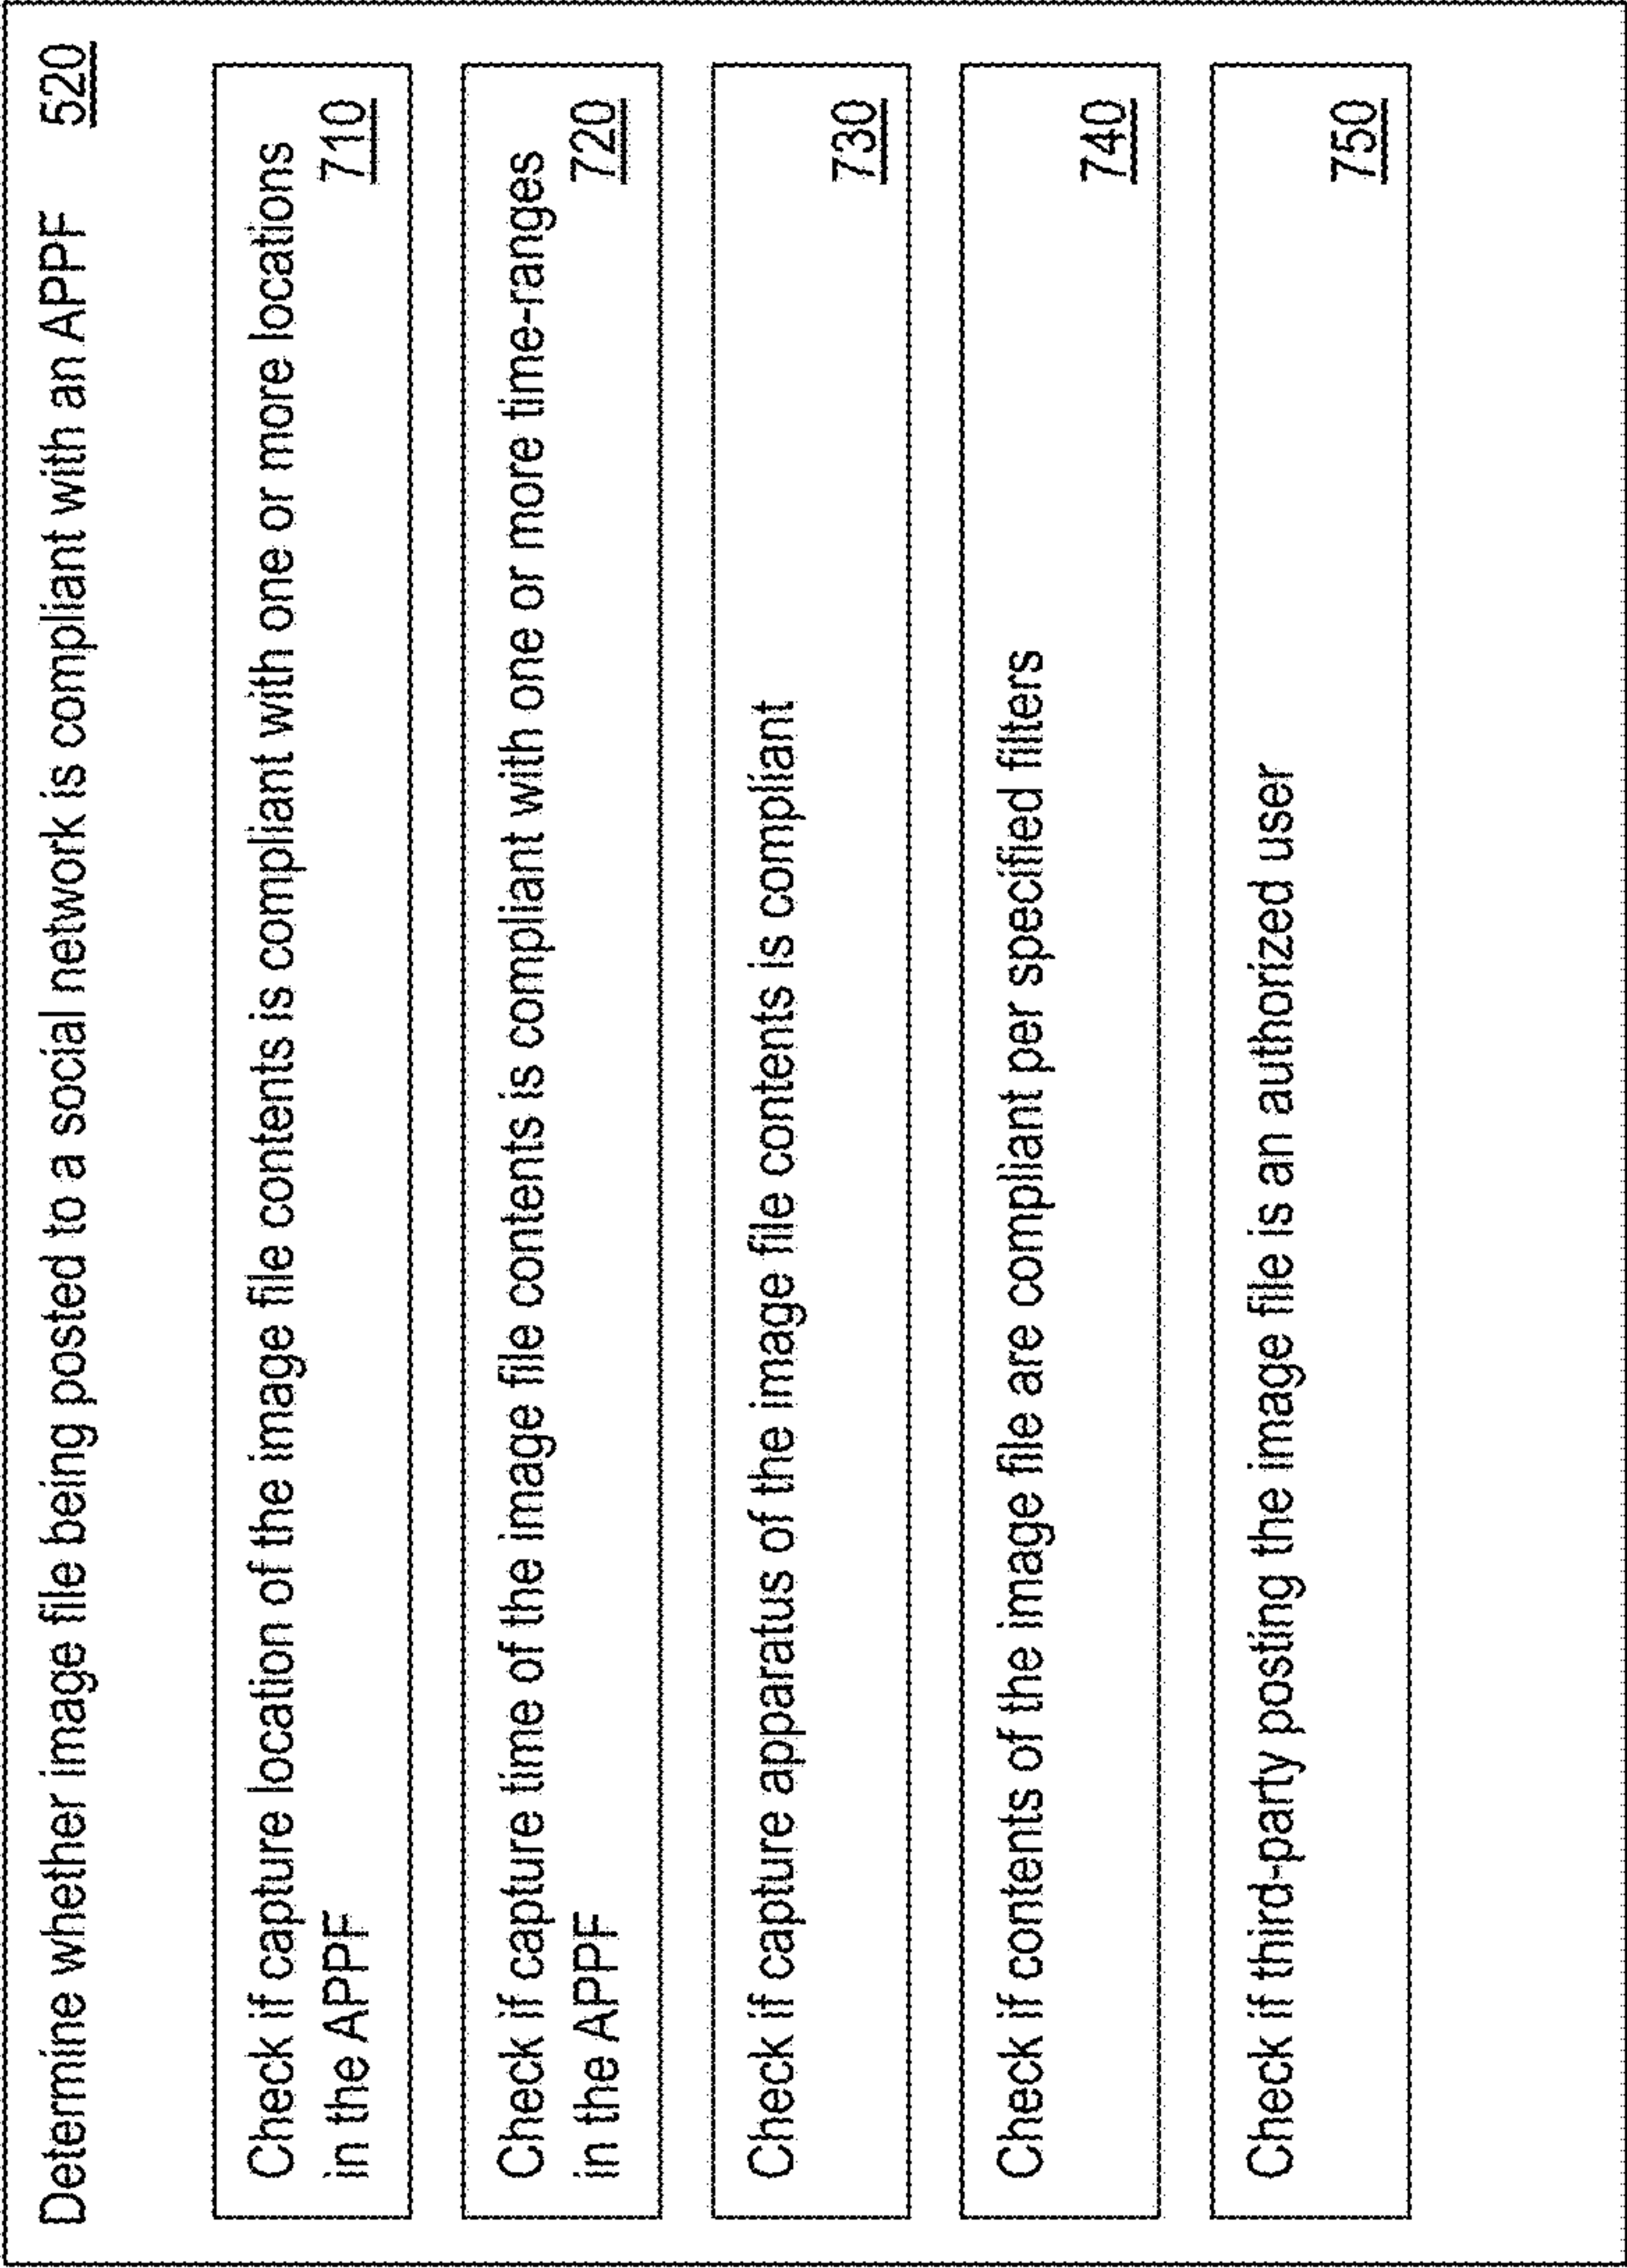 Determine whether image file being posted to a social network is compliant with an APPF 520
Check if capture location of the image file contents is compliant with one or more locations
in the APPF 710
Check if capture time of the image file contents is compliant with one or more time-ranges
in the APPF 720
Check if capture apparatus of the image file contents is compliant
730
Check if contents of the image file are compliant per specified filters
740
Check if third-party posting the image file is an authorized user
750